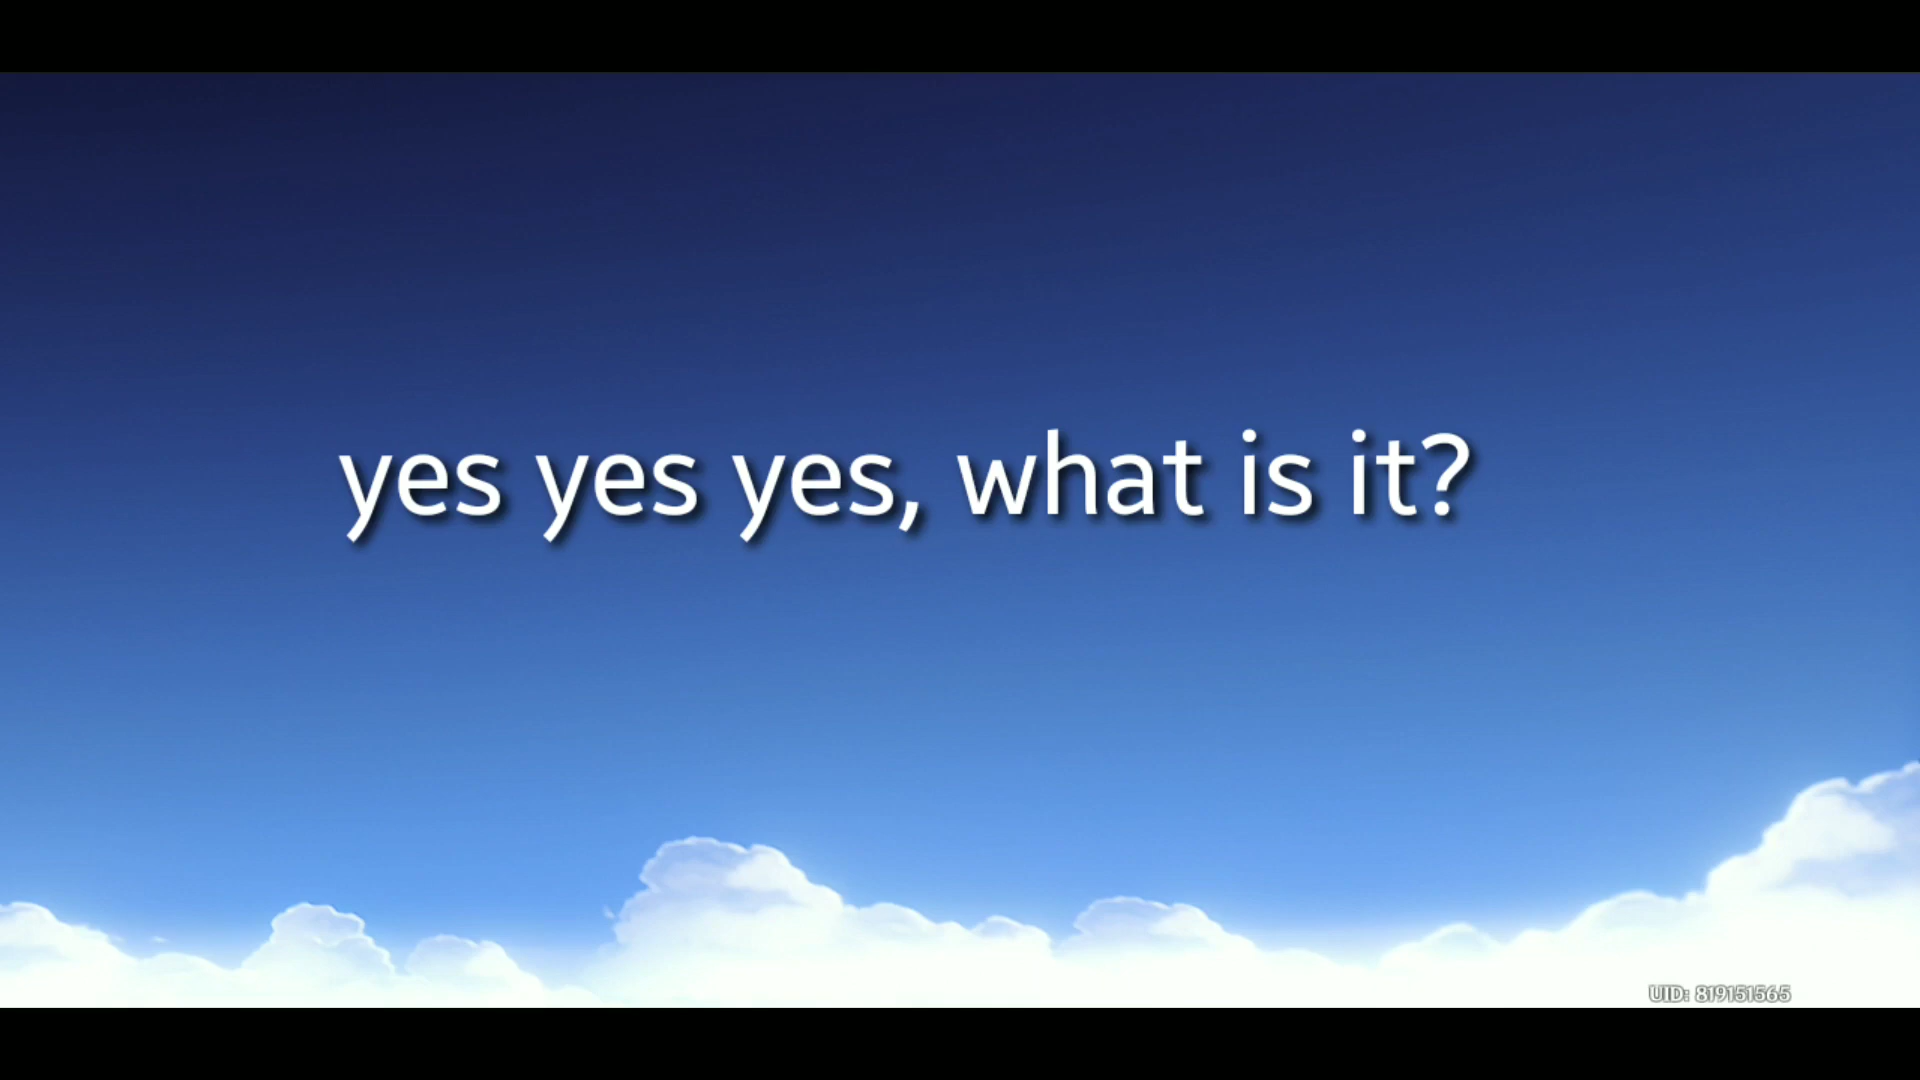 yes yes yes, what is it?
UID: 819151565